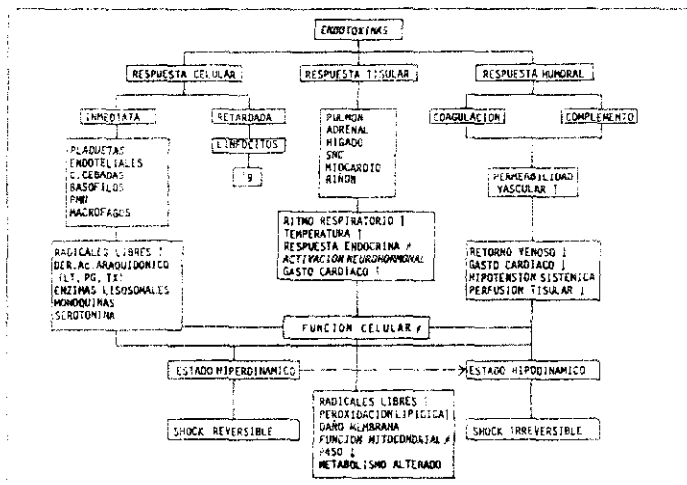 ENDOTOXINAS
RESPUESTA CELULAR
RESPUESTA TISULAR
RESPUESTA HUMORAL
INMEDIATA
RETARDADA
COAGULACION
COMPLEMENTO
PLAQUETAS
ENDOTELIALES
C.CEBADAS
BASOFILOS
PMN
MACROFAGOS
LINFOCITOS
PULMON
ADRENAL
HIGADO
SNC
MIOCARDIO
RIÑON
PERMEABILIDAD
VASCULAR ↑
RADICALES LIBRES ↑
DER.AC.ARAQUIDONICO
(LT, PG, TX)
ENZIMAS LISOSOMALES
MONOQUINAS
SEROTONINA
RITMO RESPIRATORIO ↑
TEMPERATURA ↑
RESPUESTA ENDOCRINA ≠
ACTIVACION NEUROHORMONAL
GASTO CARDIACO ↑
RETORNO VENOSO ↓
GASTO CARDIACO ↓
HIPOTENSION SISTEMICA
PERFUSION TISULAR ↓
FUNCION CELULAR ≠
ESTADO HIPERDINAMICO
ESTADO HIPODINAMICO
RADICALES LIBRES ↑
PEROXIDACION LIPIDICA↑
DAÑO MEMBRANA
FUNCION MITOCONDRIAL ≠
P450 ↓
METABOLISMO ALTERADO
SHOCK REVERSIBLE
SHOCK IRREVERSIBLE